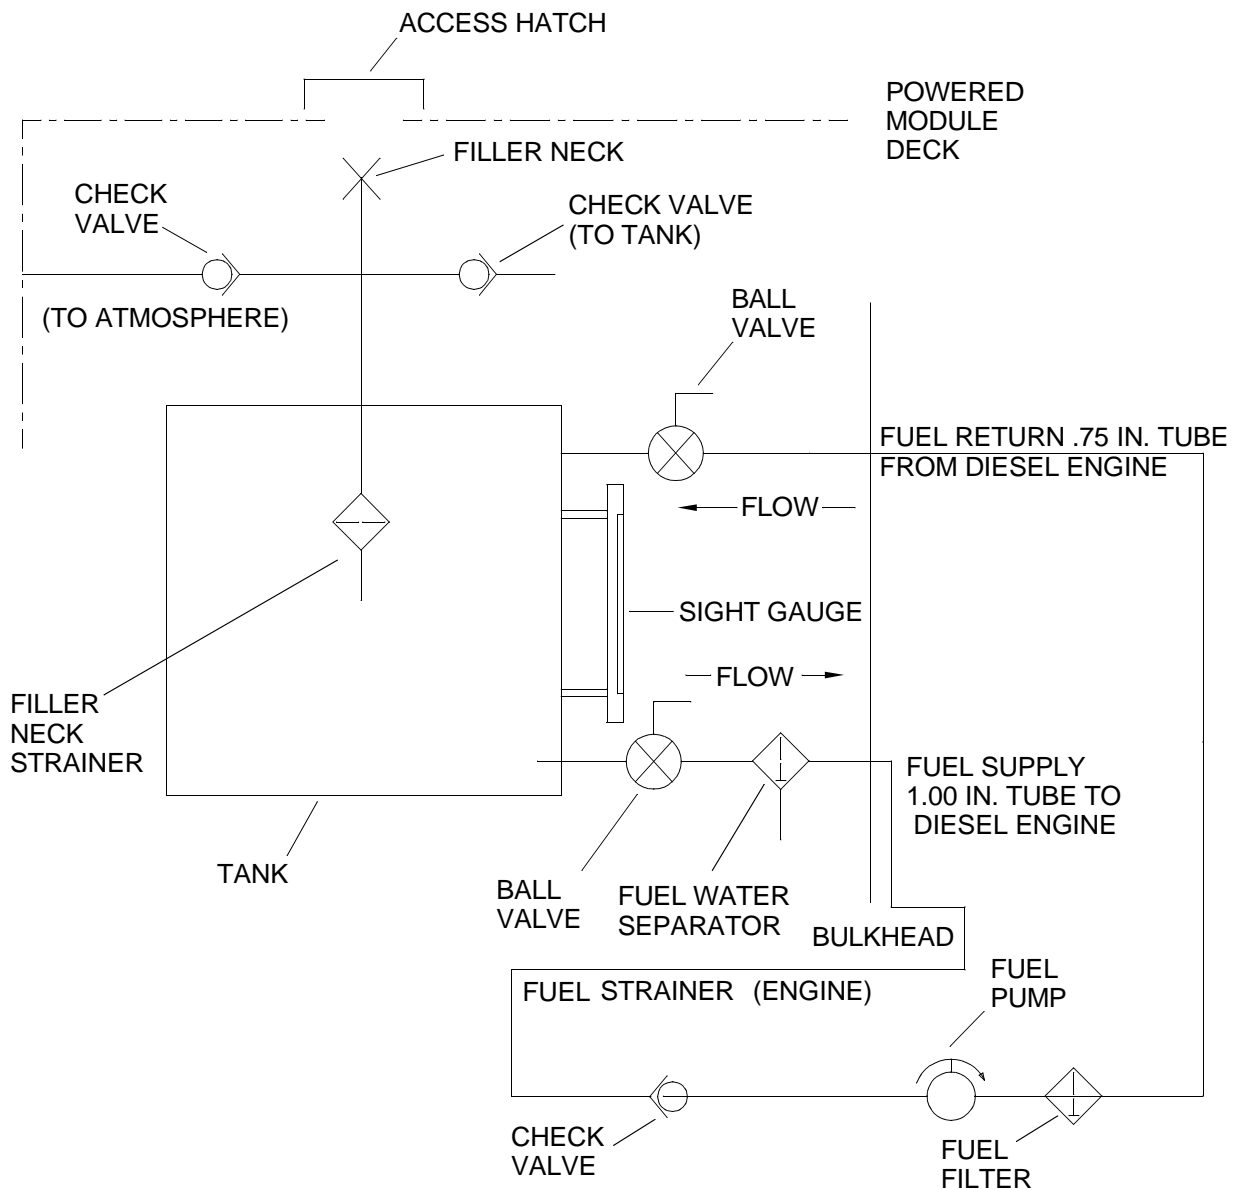 ACCESS HATCH
POWERED
MODULE
DECK
FILLER NECK
CHECK
VALVE
CHECK VALVE
(TO TANK)
(TO ATMOSPHERE)
BALL
VALVE
FUEL RETURN .75 IN. TUBE
FROM DIESEL ENGINE
FLOW
SIGHT GAUGE
FLOW
FILLER
NECK
STRAINER
FUEL SUPPLY
1.00 IN. TUBE TO
DIESEL ENGINE
TANK
BALL
VALVE
FUEL WATER
SEPARATOR
BULKHEAD
FUEL STRAINER (ENGINE)
FUEL
PUMP
CHECK
VALVE
FUEL
FILTER